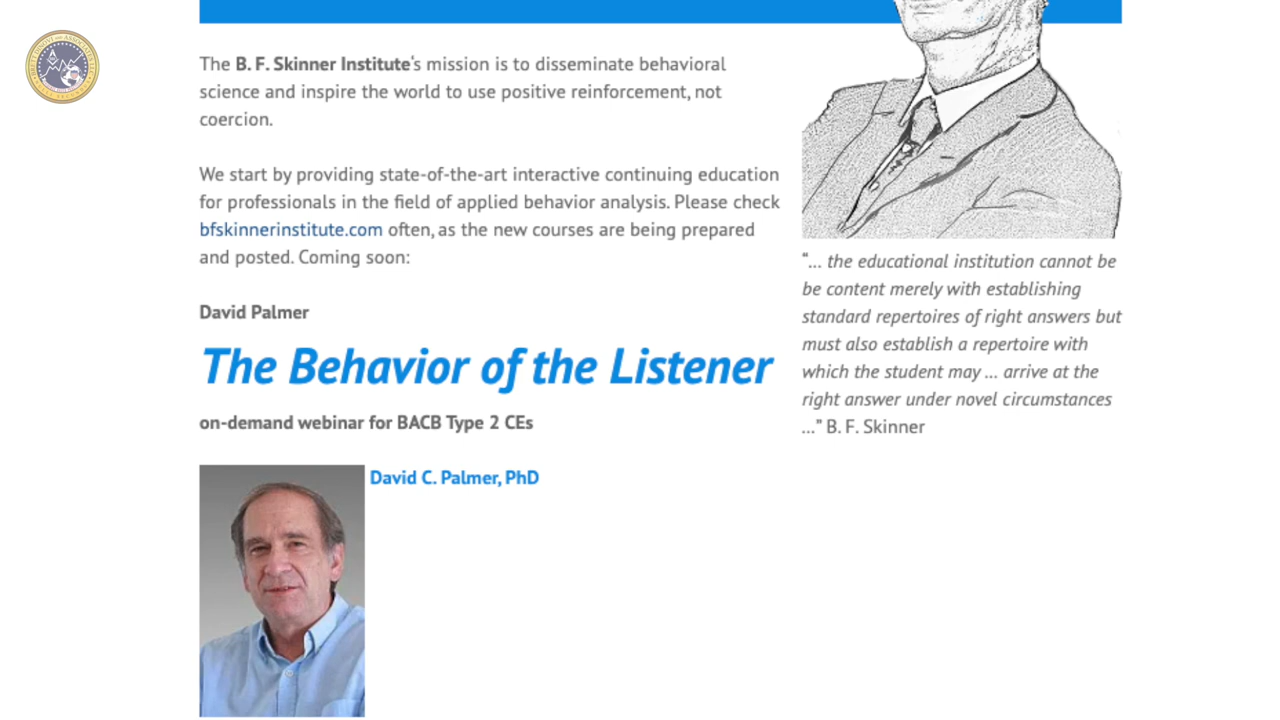 The B. F. Skinner Institute‘s mission is to disseminate behavioral
science and inspire the world to use positive reinforcement, not
coercion.
We start by providing state-of-the-art interactive continuing education
for professionals in the field of applied behavior analysis. Please check
bfskinnerinstitute.com often, as the new courses are being prepared
and posted. Coming soon:
David Palmer
The Behavior of the Listener
on-demand webinar for BACB Type 2 CEs
David C. Palmer, PhD
“... the educational institution cannot be
be content merely with establishing
standard repertoires of right answers but
must also establish a repertoire with
which the student may ... arrive at the
right answer under novel circumstances
...” B. F. Skinner